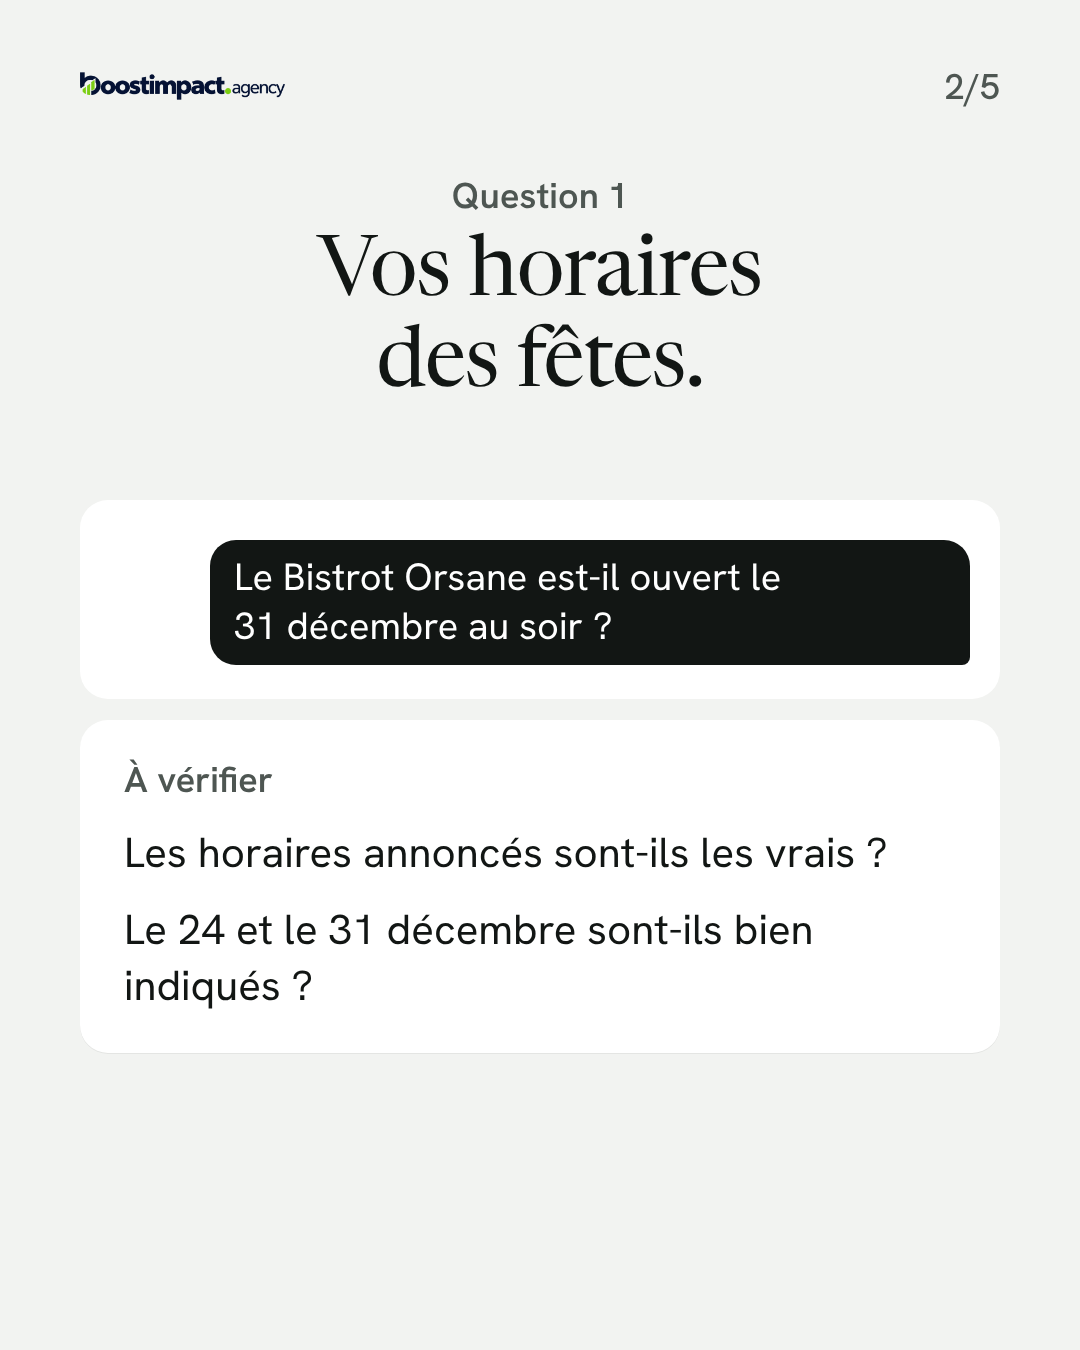 boostimpact.agency
2/5
Question 1
Vos horaires
des fêtes.
Le Bistrot Orsane est-il ouvert le
31 décembre au soir ?
À vérifier
Les horaires annoncés sont-ils les vrais ?
Le 24 et le 31 décembre sont-ils bien
indiqués ?